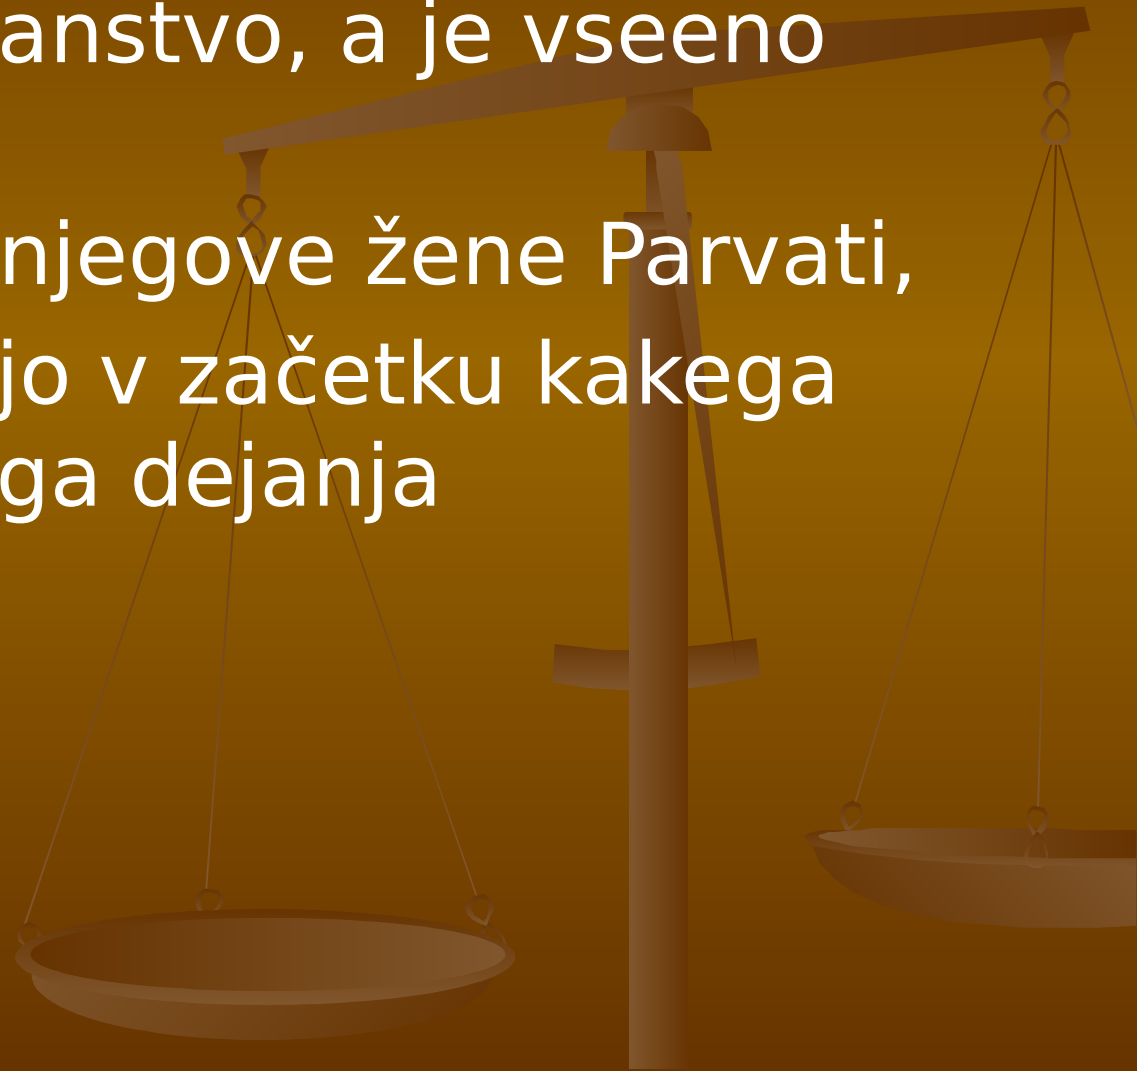 anstvo, a je vseeno
njegove žene Parvati,
jo v začetku kakega
ga dejanja